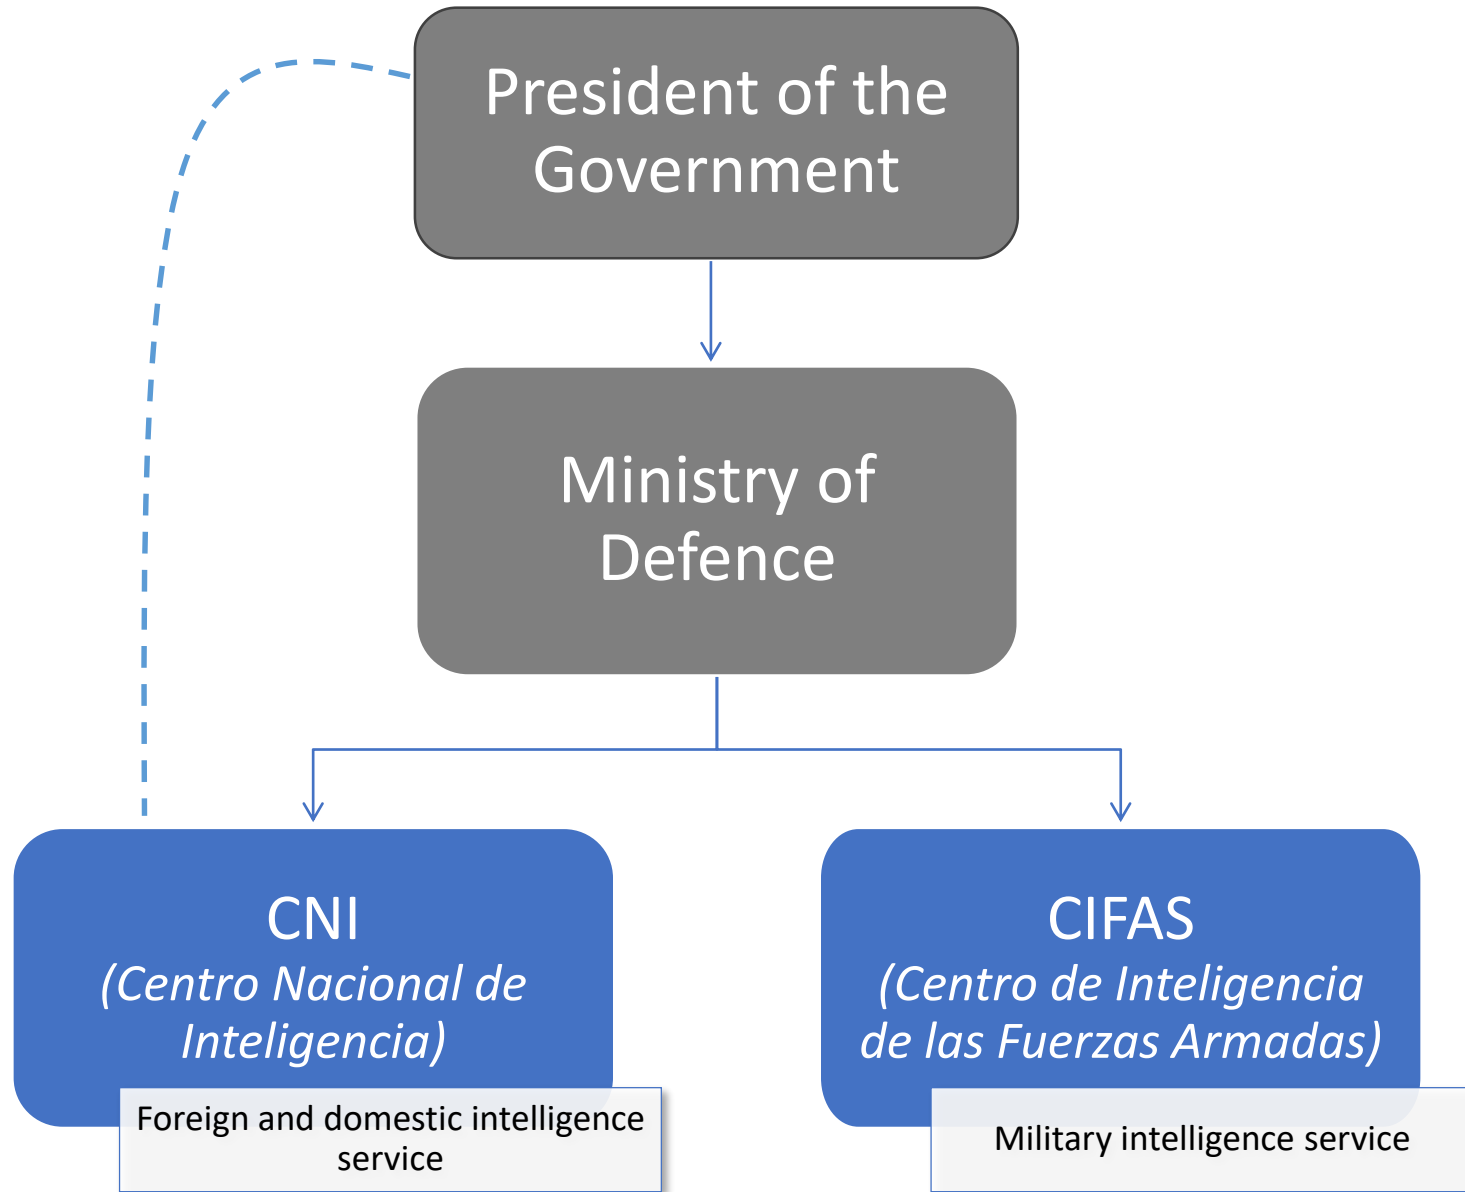 President of the
Government
Ministry of
Defence
CNI
(Centro Nacional de
Inteligencia)
Foreign and domestic intelligence
service
CIFAS
(Centro de Inteligencia
de las Fuerzas Armadas)
Military intelligence service